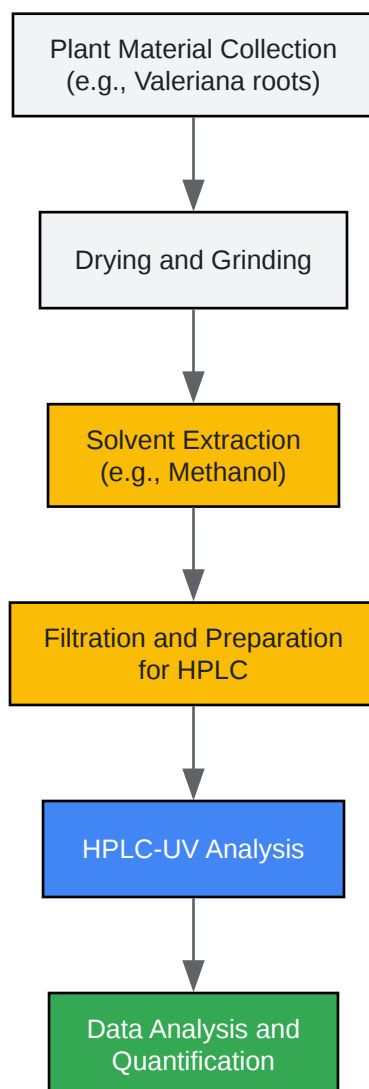 Plant Material Collection
(e.g., Valeriana roots)
Drying and Grinding
Solvent Extraction
(e.g., Methanol)
Filtration and Preparation
for HPLC
HPLC-UV Analysis
Data Analysis and
Quantification